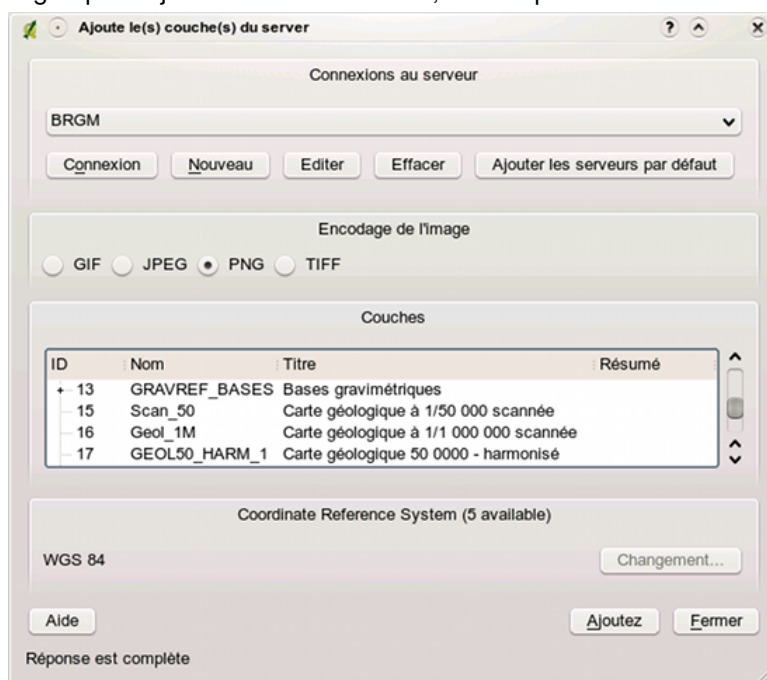 Ajoute le(s) couche(s) du server
Connexions au serveur
BRGM
Connexion Nouveau Editer Effacer Ajouter les serveurs par défaut
Encodage de l'image
GIF JPEG PNG TIFF
Couches
ID Nom Titre Résumé
13 GRAVREF_BASES Bases gravimétriques
15 Scan_50 Carte géologique à 1/50 000 scannée
16 Geol_1M Carte géologique à 1/1 000 000 scannée
17 GEOL50_HARM_1 Carte géologique 50 0000 - harmonisé
Coordinate Reference System (5 available)
WGS 84 Changement...
Aide Ajoutez Fermer
Réponse est complète